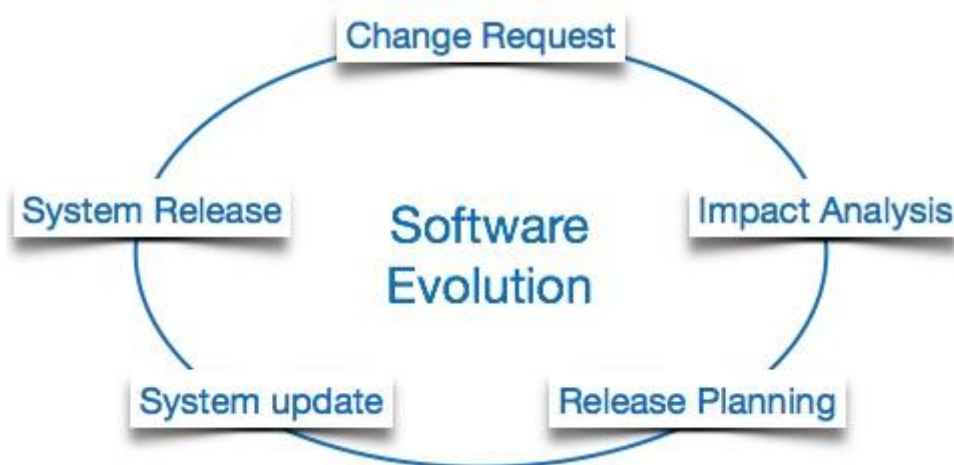 Change Request
System Release
Software
Evolution
Impact Analysis
System update
Release Planning